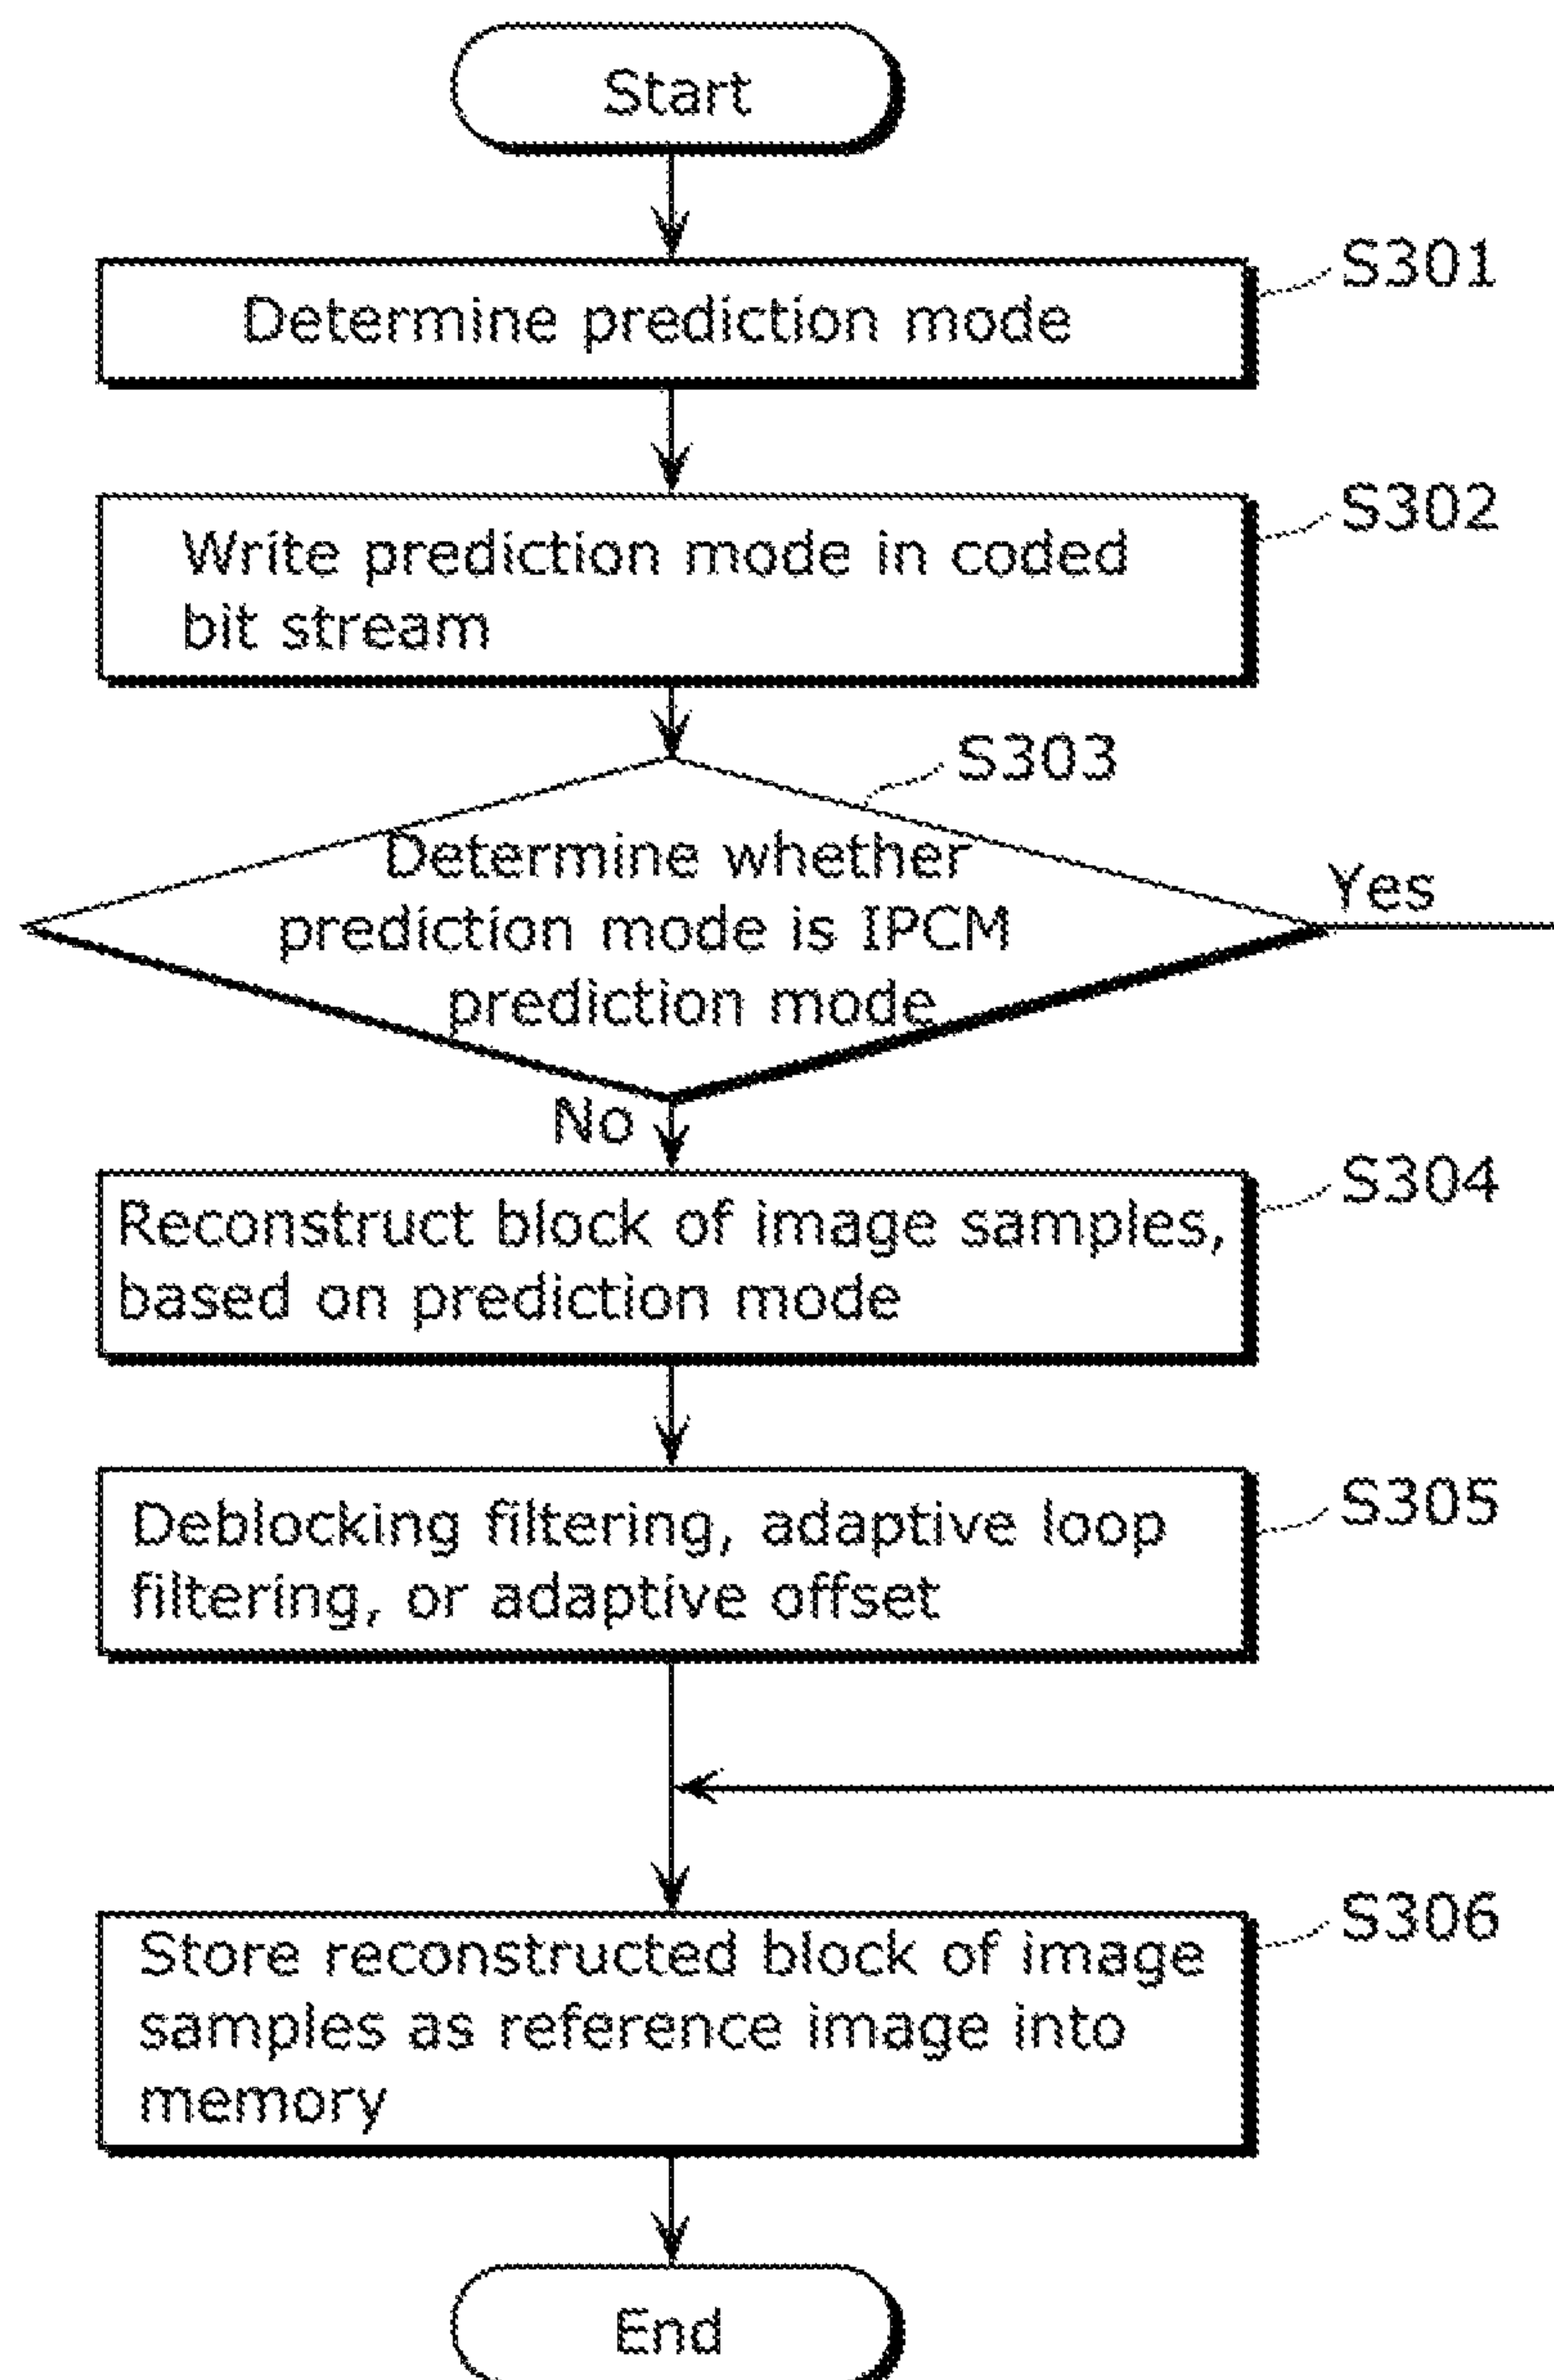 Start
S301
Determine prediction mode
S302
Write prediction mode in coded
bit stream
S303
Determine whether
prediction mode is IPCM
prediction mode
Yes
No
S304
Reconstruct block of image samples,
based on prediction mode
S305
Deblocking filtering, adaptive loop
filtering, or adaptive offset
S306
Store reconstructed block of image
samples as reference image into
memory
End